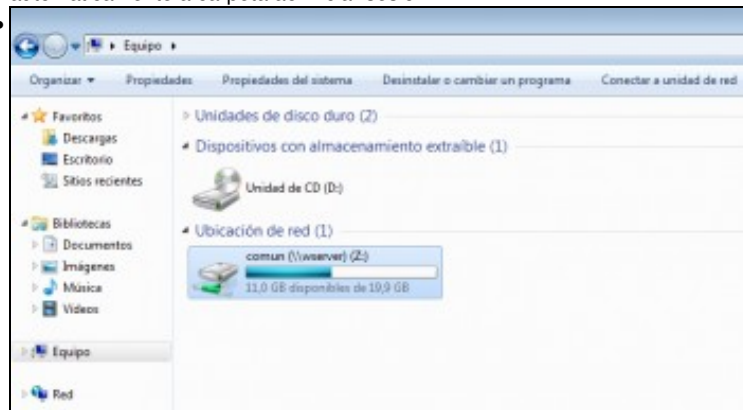 Equipo
Organizar Propiedades Propiedades del sistema Desinstalar o cambiar un programa Conectar a unidad de red
Favoritos
Descargas
Escritorio
Sitios recientes
Bibliotecas
Documentos
Imágenes
Música
Vídeos
Equipo
Red
Unidades de disco duro (2)
Dispositivos con almacenamiento extraíble (1)
Unidad de CD (D:)
Ubicación de red (1)
comun (\\wserver) (Z:)
11,0 GB disponibles de 19,9 GB